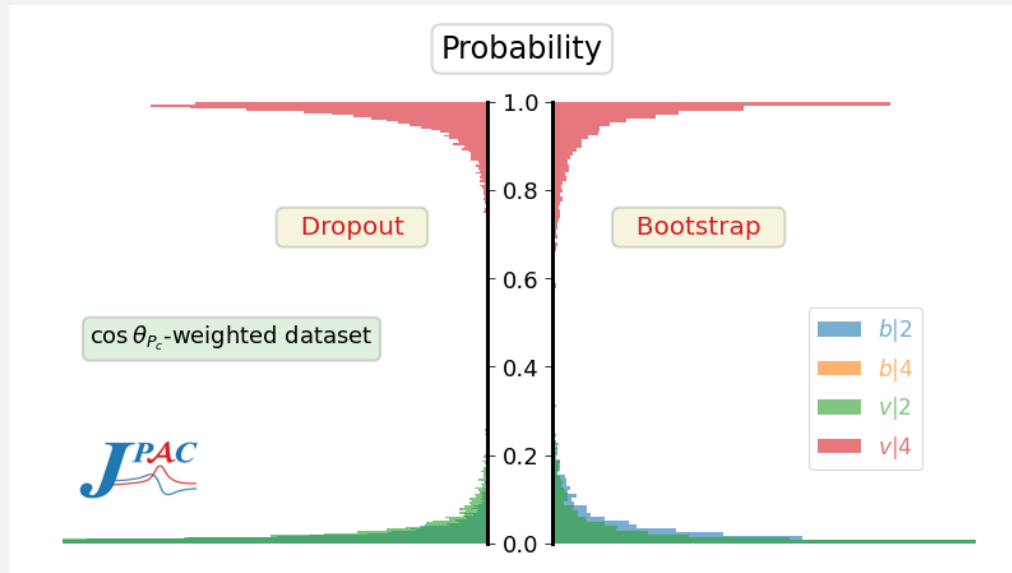 Probability
1.0
0.8
Dropout
Bootstrap
0.6
cos θ_{P_c}-weighted dataset
b|2
b|4
0.4
v|2
v|4
JPAC
0.2
0.0